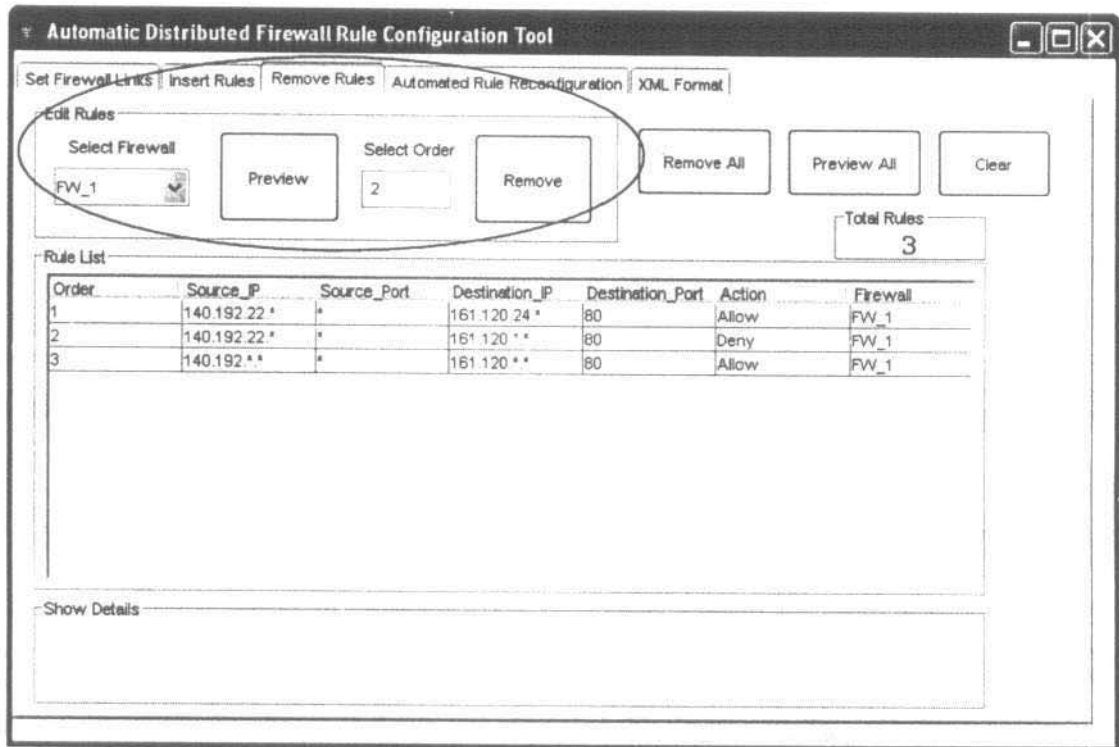 Automatic Distributed Firewall Rule Configuration Tool
Set Firewall Links Insert Rules Remove Rules Automated Rule Reconfiguration XML Format
Edit Rules
Select Firewall
FW_1
Preview
Select Order
2
Remove
Remove All
Preview All
Clear
Total Rules
3
Rule List
Order Source_IP Source_Port Destination_IP Destination_Port Action Firewall
1 140.192.22.* * 161.120.24.* 80 Allow FW_1
2 140.192.22.* * 161.120.*.* 80 Deny FW_1
3 140.192.*.* * 161.120.*.* 80 Allow FW_1
Show Details